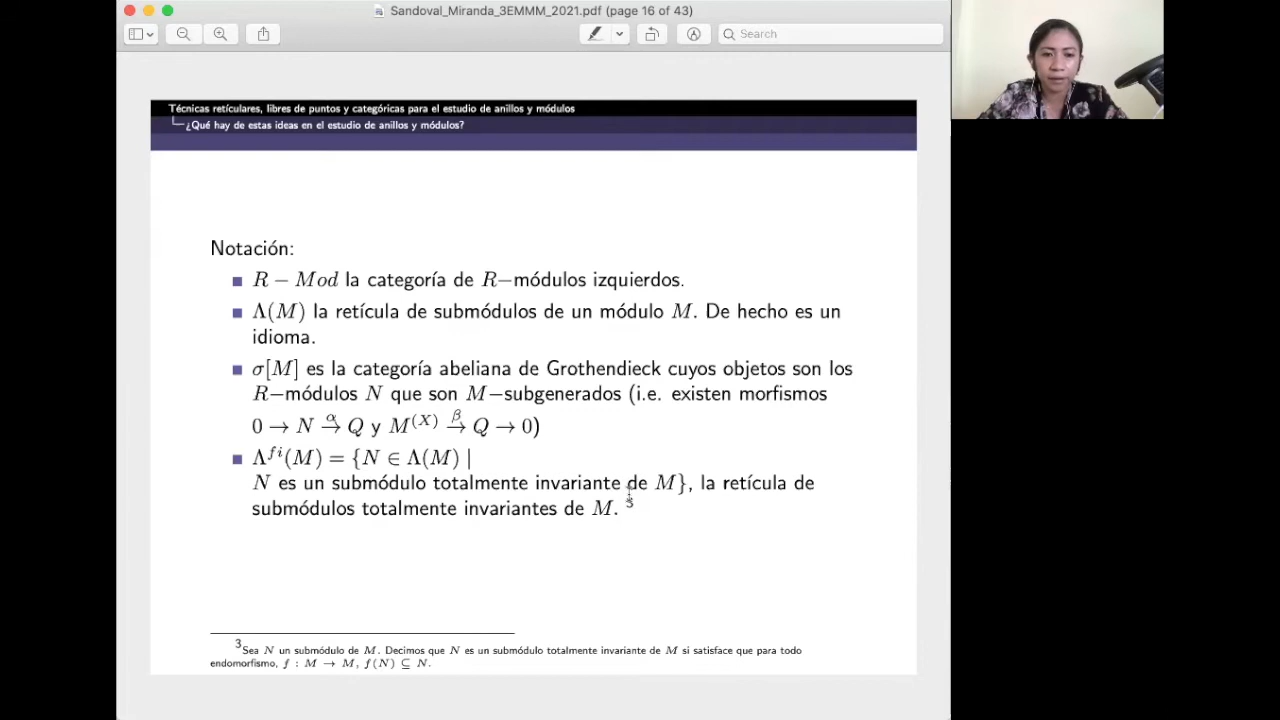 Sandoval_Miranda_3EMMM_2021.pdf (page 16 of 43)
Search
Técnicas retículares, libres de puntos y categóricas para el estudio de anillos y módulos
¿Qué hay de estas ideas en el estudio de anillos y módulos?
Notación:
R − Mod la categoría de R−módulos izquierdos.
Λ(M) la retícula de submódulos de un módulo M. De hecho es un
idioma.
σ[M] es la categoría abeliana de Grothendieck cuyos objetos son los
R−módulos N que son M−subgenerados (i.e. existen morfismos
0 → N →^α Q y M^(X) →^β Q → 0)
Λ^fi(M) = {N ∈ Λ(M) |
N es un submódulo totalmente invariante de M}, la retícula de
submódulos totalmente invariantes de M. ³
³Sea N un submódulo de M. Decimos que N es un submódulo totalmente invariante de M si satisface que para todo
endomorfismo, f : M → M, f(N) ⊆ N.